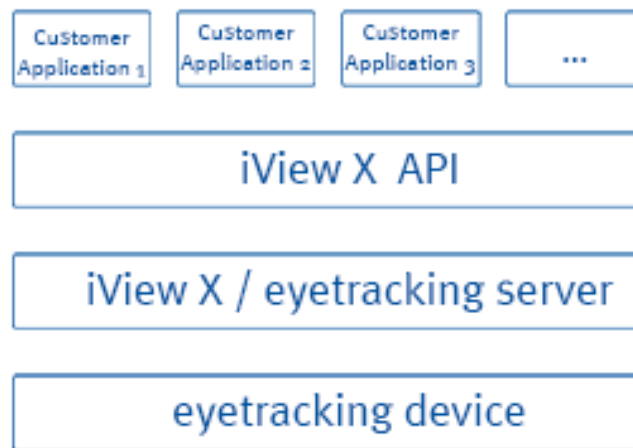 Customer
Application 1
Customer
Application 2
Customer
Application 3
...
iView X API
iView X / eyetracking server
eyetracking device